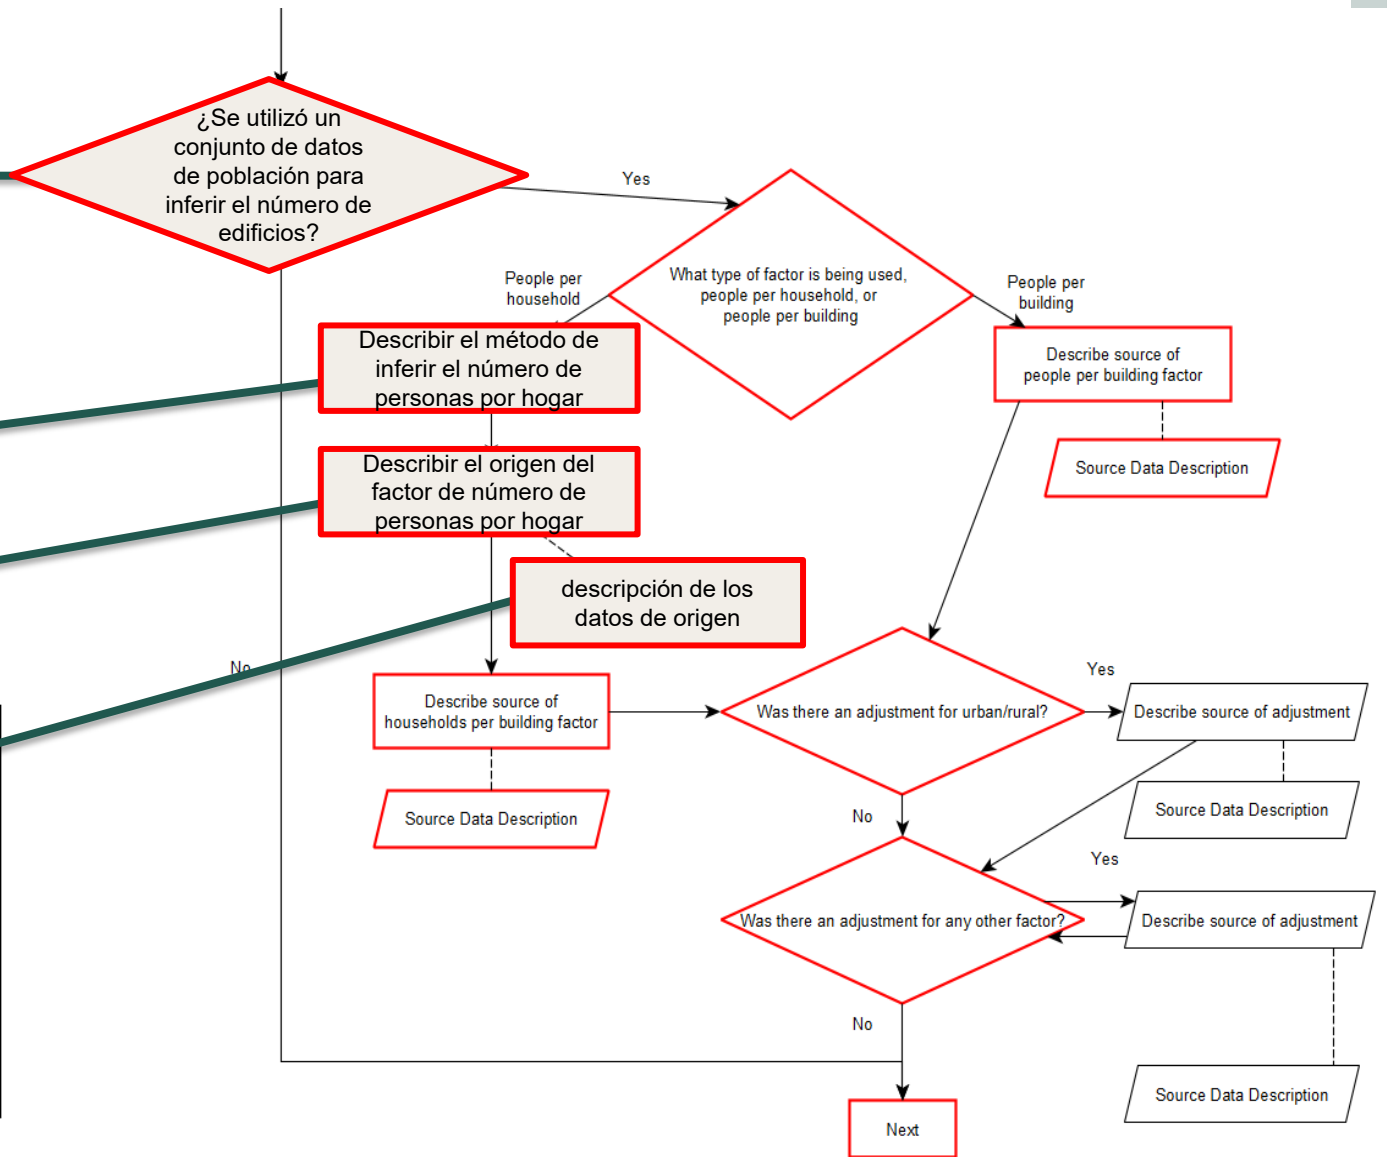 ¿Se utilizó un
conjunto de datos
de población para
inferir el número de
edificios?
Yes
What type of factor is being used,
people per household, or
people per building
People per
household
People per
building
Describir el método de
inferir el número de
personas por hogar
Describe source of
people per building factor
Source Data Description
Describir el origen del
factor de número de
personas por hogar
descripción de los
datos de origen
No
Describe source of
households per building factor
Source Data Description
Was there an adjustment for urban/rural?
Yes
Describe source of adjustment
Source Data Description
No
Was there an adjustment for any other factor?
Yes
Describe source of adjustment
Source Data Description
No
Next